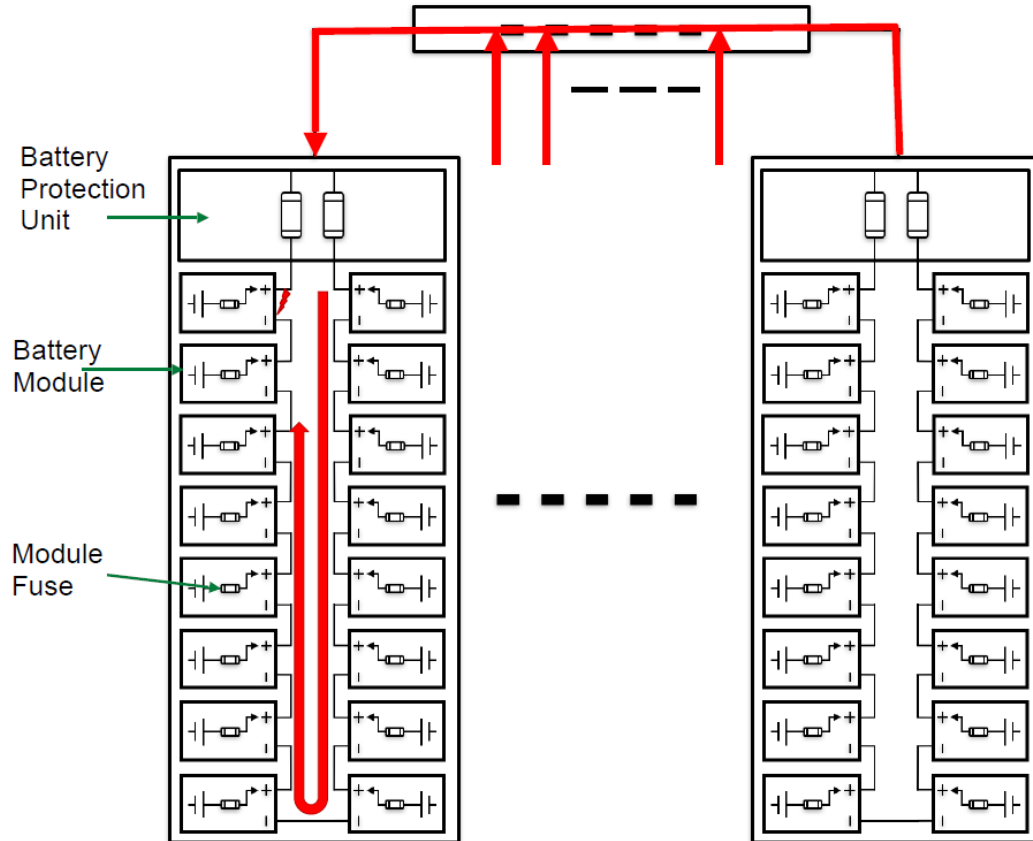 Battery
Protection
Unit
Battery
Module
Module
Fuse